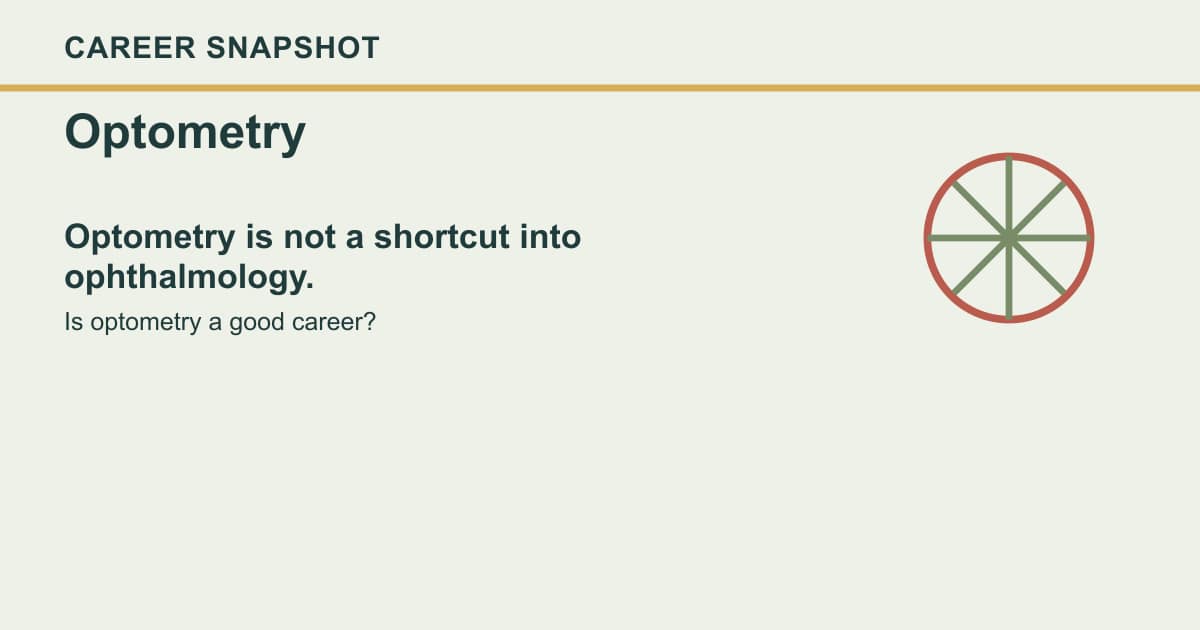 CAREER SNAPSHOT
Optometry
Optometry is not a shortcut into
ophthalmology.
Is optometry a good career?